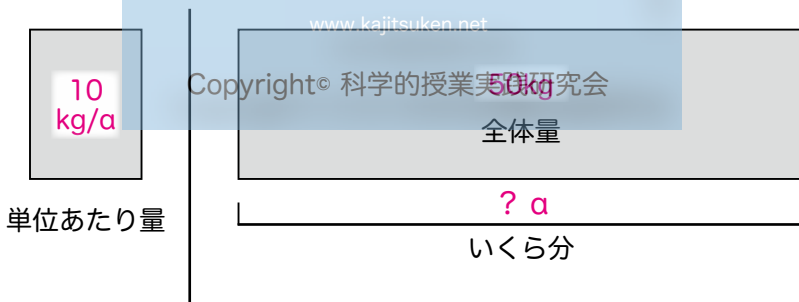 www.kajitsuken.net
Copyright© 科学的授業実践研究会
10
kg/a
50kg
全体量
単位あたり量
? a
いくら分